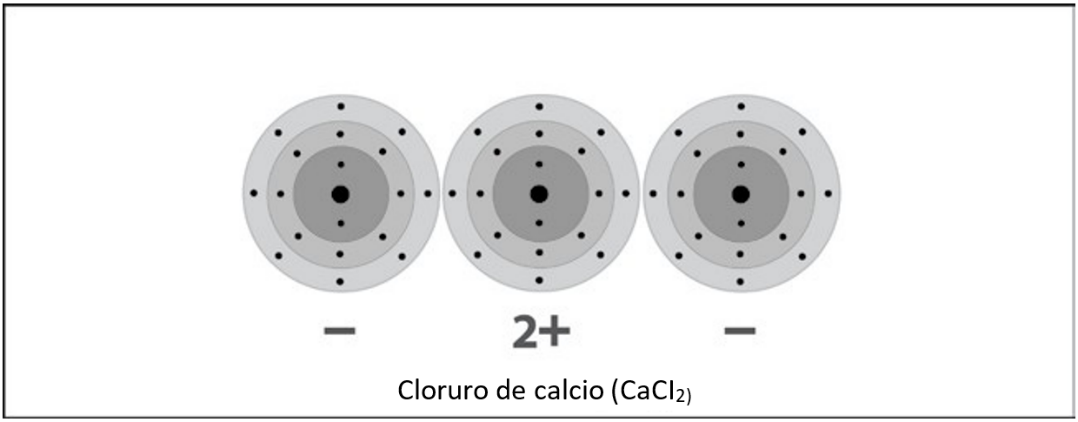 − 2+ −
Cloruro de calcio (CaCl₂₎